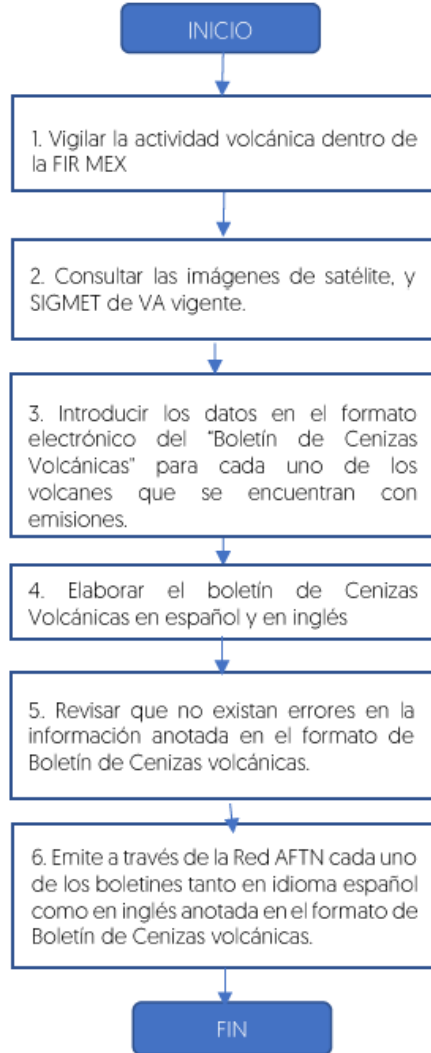 INICIO
1. Vigilar la actividad volcánica dentro de
la FIR MEX
2. Consultar las imágenes de satélite, y
SIGMET de VA vigente.
3. Introducir los datos en el formato
electrónico del "Boletín de Cenizas
Volcánicas" para cada uno de los
volcanes que se encuentran con
emisiones.
4. Elaborar el boletín de Cenizas
Volcánicas en español y en inglés
5. Revisar que no existan errores en la
información anotada en el formato de
Boletín de Cenizas volcánicas.
6. Emite a través de la Red AFTN cada uno
de los boletines tanto en idioma español
como en inglés anotada en el formato de
Boletín de Cenizas volcánicas.
FIN